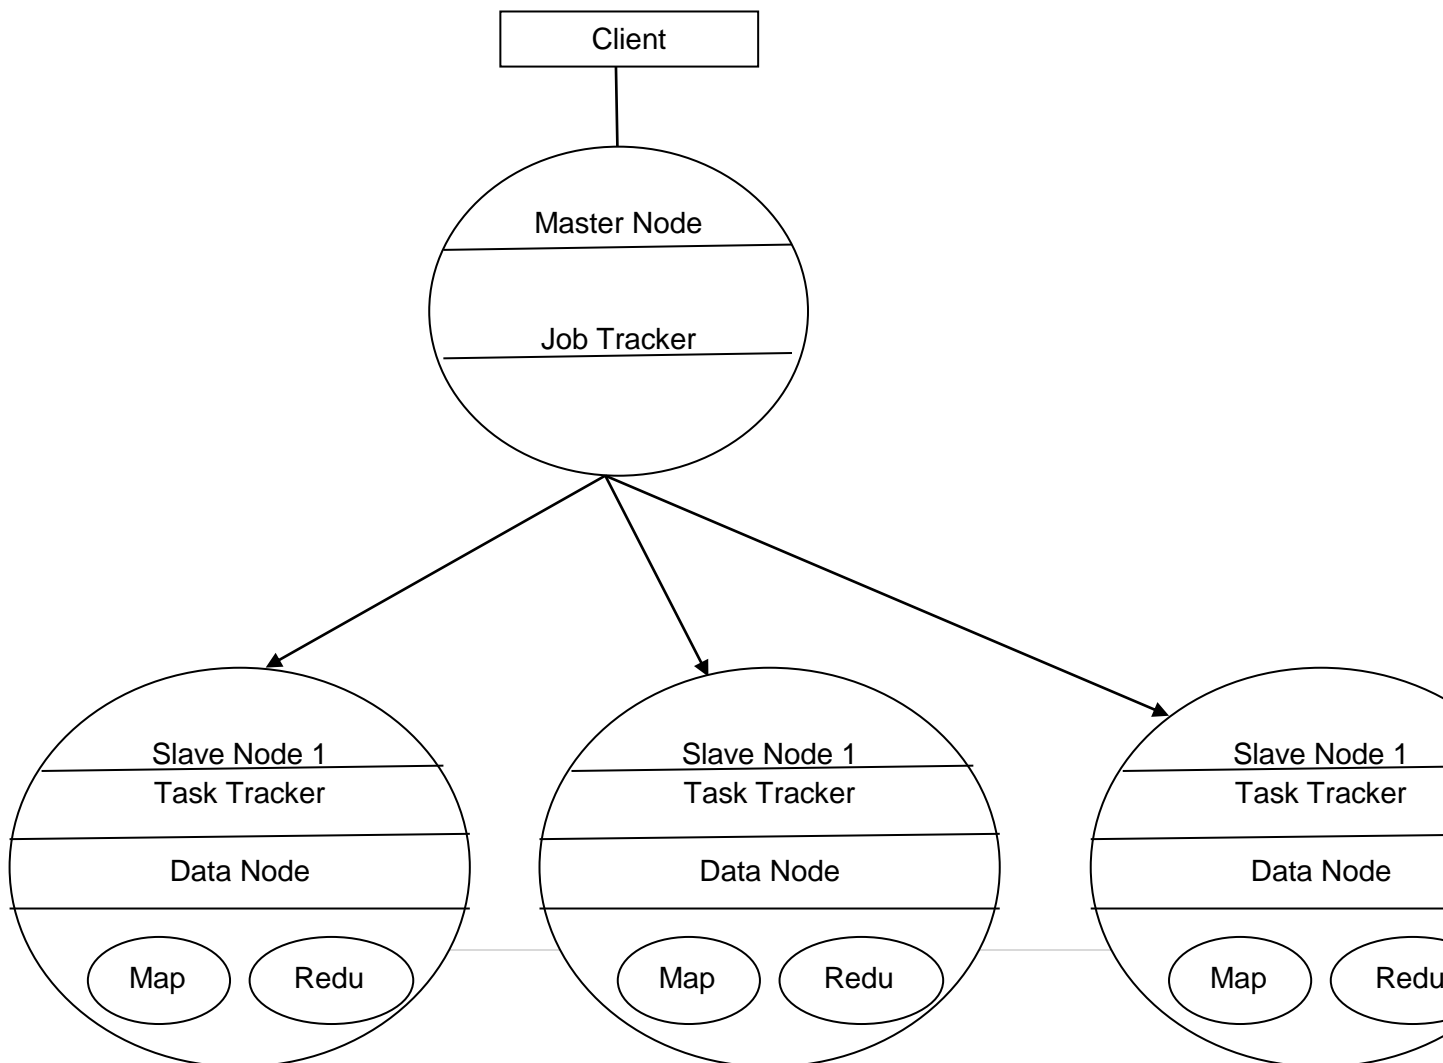 Client
Master Node
Job Tracker
Slave Node 1
Task Tracker
Data Node
Map
Redu
Slave Node 1
Task Tracker
Data Node
Map
Redu
Slave Node 1
Task Tracker
Data Node
Map
Redu